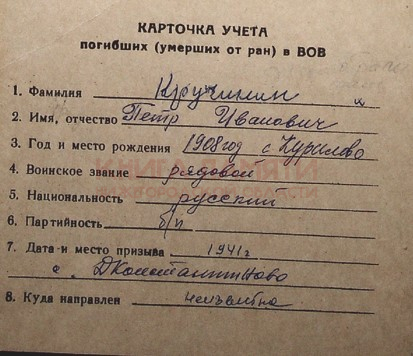 КАРТОЧКА УЧЕТА
погибших (умерших от ран) в ВОВ
1. Фамилия Кручинин
2. Имя, отчество Петр Иванович
3. Год и место рождения 1908 год с Курилово
4. Воинское звание рядовой
5. Национальность русский
6. Партийность б/п
7. Дата и место призыва 1941г
с. Дконстантиново
8. Куда направлен неизвестно